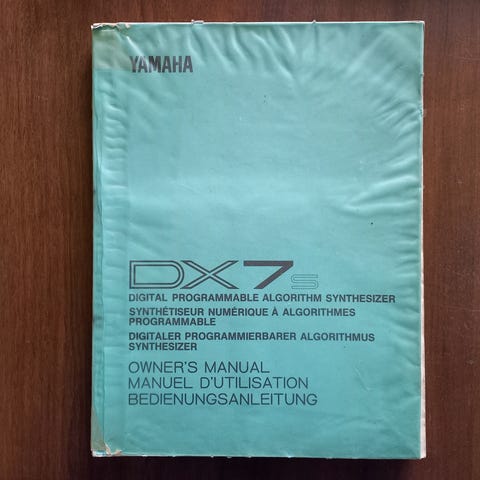 YAMAHA
DX7s
DIGITAL PROGRAMMABLE ALGORITHM SYNTHESIZER
SYNTHÉTISEUR NUMÉRIQUE À ALGORITHMES
PROGRAMMABLE
DIGITALER PROGRAMMIERBARER ALGORITHMUS
SYNTHESIZER
OWNER'S MANUAL
MANUEL D'UTILISATION
BEDIENUNGSANLEITUNG